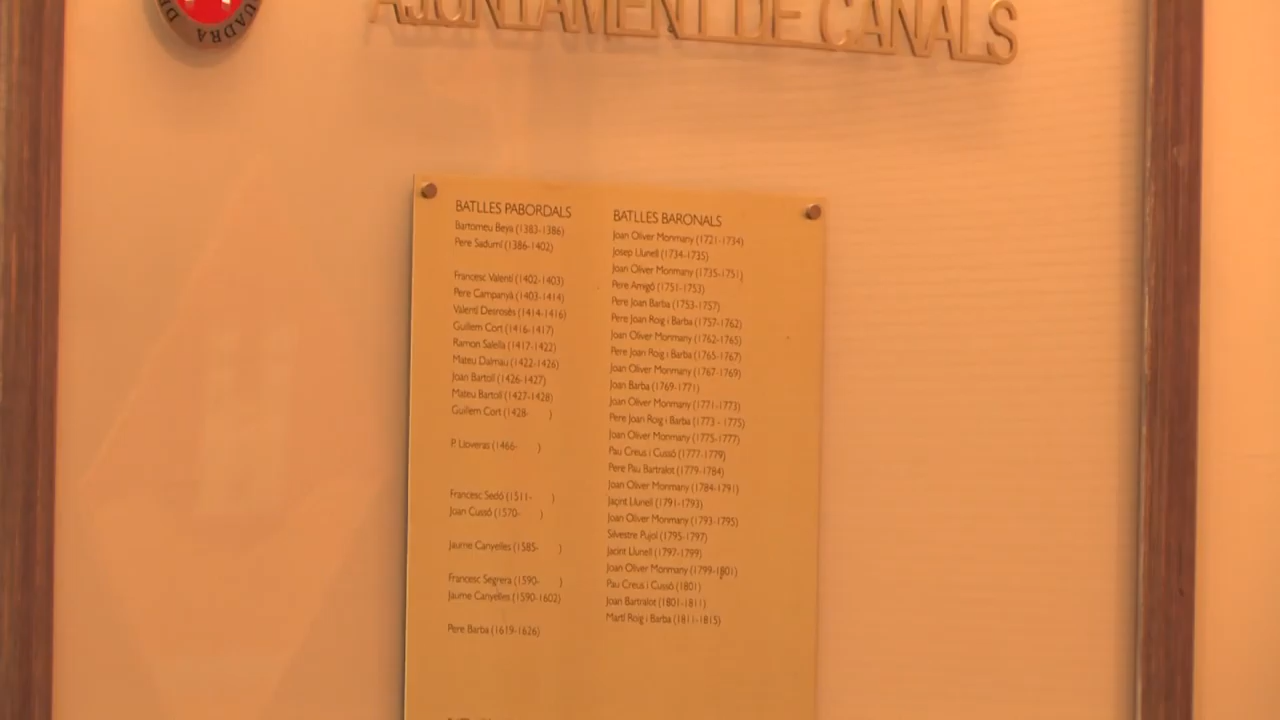 QUADRA DE
AJUNTAMENT DE CANALS
BATLLES PABORDALS
Bartomeu Beya (1383-1386)
Pere Sadurní (1386-1402)
Francesc Valentí (1402-1403)
Pere Campanyà (1403-1414)
Valentí Desrosés (1414-1416)
Guillem Cort (1416-1417)
Ramon Salella (1417-1422)
Mateu Dalmau (1422-1426)
Joan Bartolí (1426-1427)
Mateu Bartolí (1427-1428)
Guillem Cort (1428- )
P. Lloveras (1466- )
Francesc Sedó (1511- )
Joan Cussó (1570- )
Jaume Canyelles (1585- )
Francesc Segrera (1590- )
Jaume Canyelles (1590-1602)
Pere Barba (1619-1626)
BATLLES BARONALS
Joan Oliver Monmany (1721-1734)
Josep Llunell (1734-1735)
Joan Oliver Monmany (1735-1751)
Pere Amigó (1751-1753)
Pere Joan Barba (1753-1757)
Pere Joan Roig i Barba (1757-1762)
Joan Oliver Monmany (1762-1765)
Pere Joan Roig i Barba (1765-1767)
Joan Oliver Monmany (1767-1769)
Joan Barba (1769-1771)
Joan Oliver Monmany (1771-1773)
Pere Joan Roig i Barba (1773 - 1775)
Joan Oliver Monmany (1775-1777)
Pau Creus i Cussó (1777-1779)
Pere Pau Bartralot (1779-1784)
Joan Oliver Monmany (1784-1791)
Jaçint Llunell (1791-1793)
Joan Oliver Monmany (1793-1795)
Silvestre Pujol (1795-1797)
Jacint Llunell (1797-1799)
Joan Oliver Monmany (1799-1801)
Pau Creus i Cussó (1801)
Joan Bartralot (1801-1811)
Martí Roig i Barba (1811-1815)